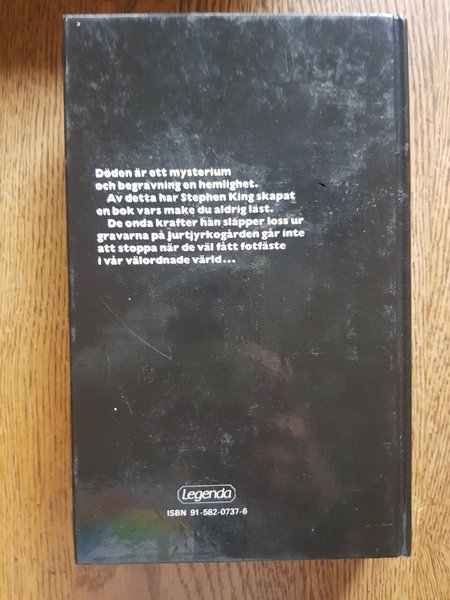 Döden är ett mysterium
och begravning en hemlighet.
Av detta har Stephen King skapat
en bok vars make du aldrig läst.
De onda krafter han släpper loss ur
gravarna på Jurtjyrkogården går inte
att stoppa när de väl fått fotfäste
i vår välordnade värld...
Legenda
ISBN 91-582-0737-6